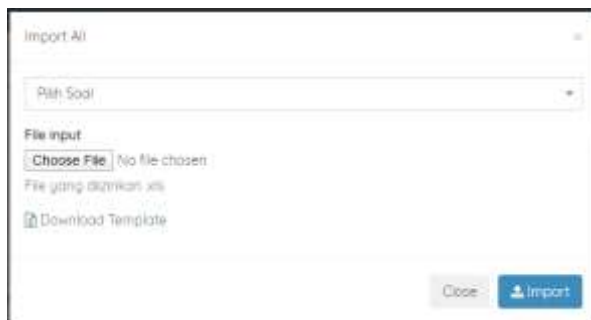 Import All
Pilih Soal
File input
Choose File No file chosen
File yang diizinkan .xls
Download Template
Close Import